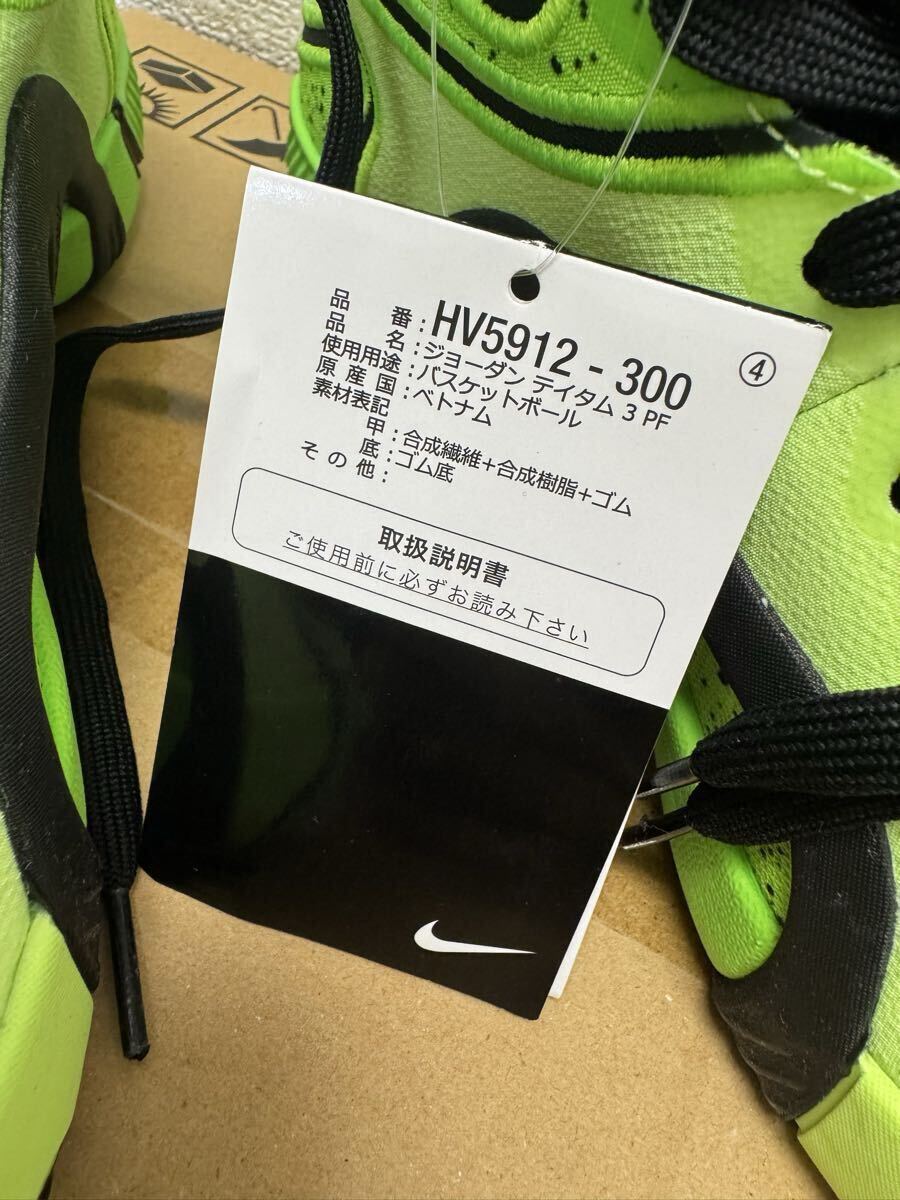 品番:HV5912-300
④
品名:ジョーダン テイタム 3 PF
使用用途:バスケットボール
原産国:ベトナム
素材表記
甲:合成繊維+合成樹脂+ゴム
底:ゴム底
その他:
取扱説明書
ご使用前に必ずお読み下さい